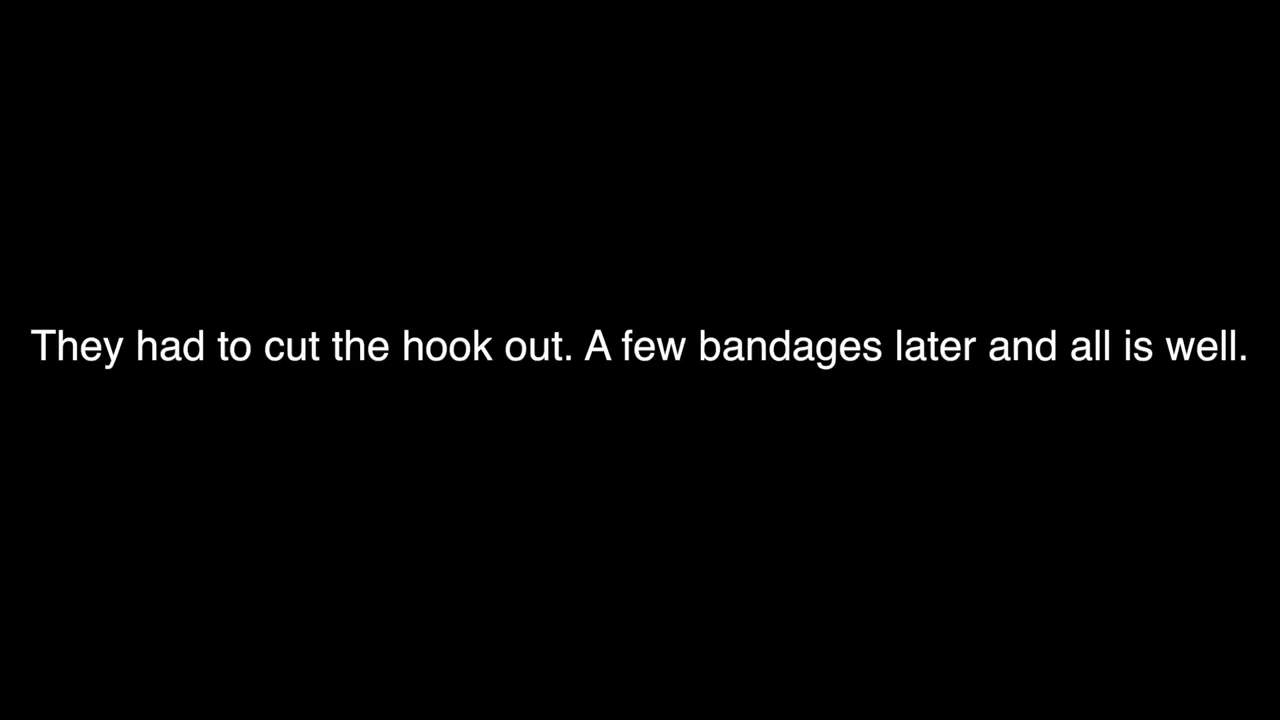 They had to cut the hook out. A few bandages later and all is well.